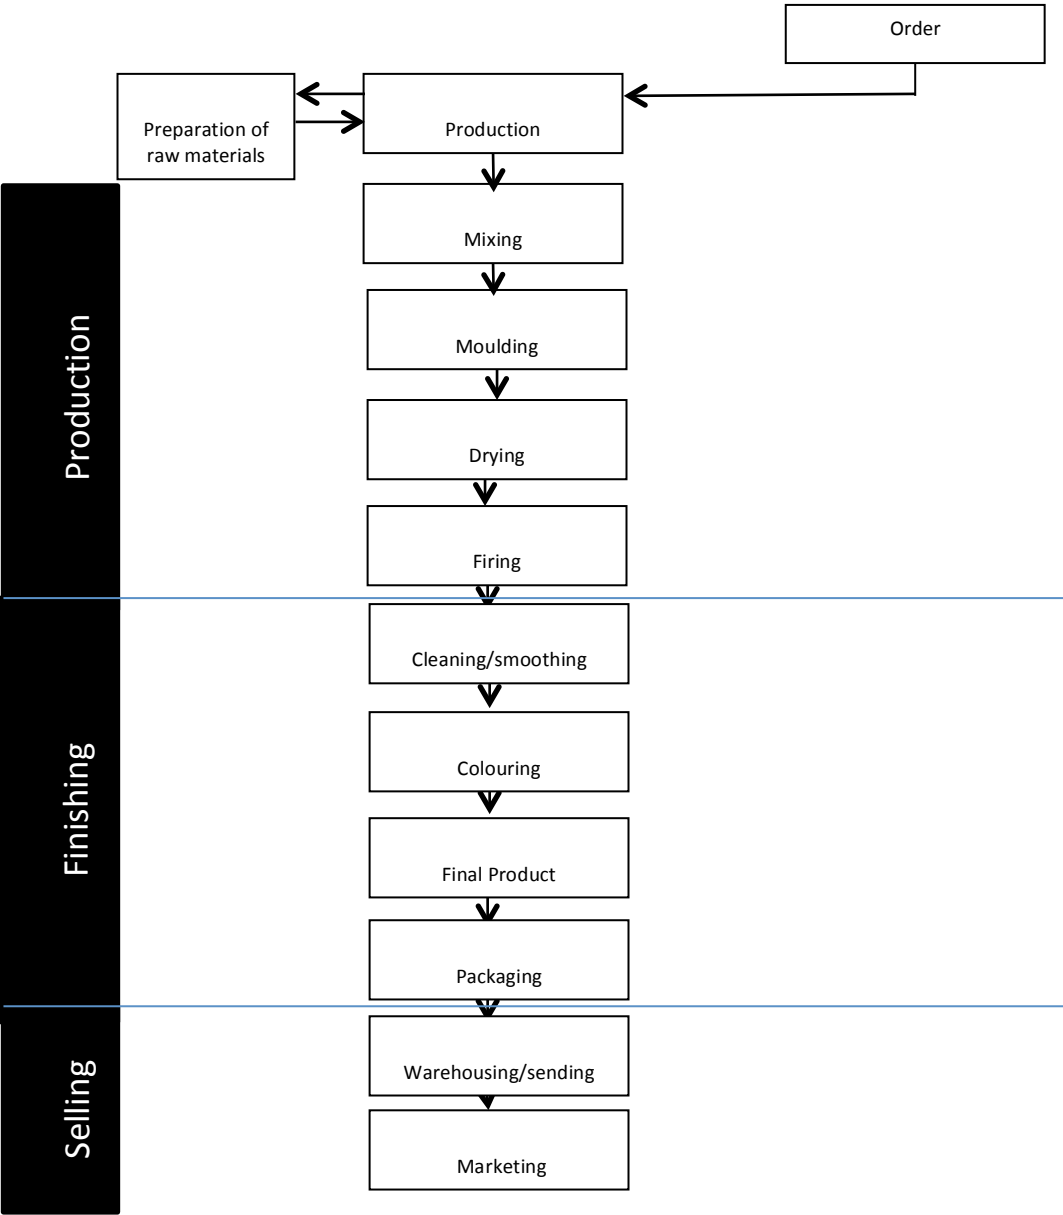 Order
Preparation of
raw materials
Production
Mixing
Moulding
Drying
Firing
Production
Cleaning/smoothing
Colouring
Final Product
Packaging
Finishing
Warehousing/sending
Marketing
Selling